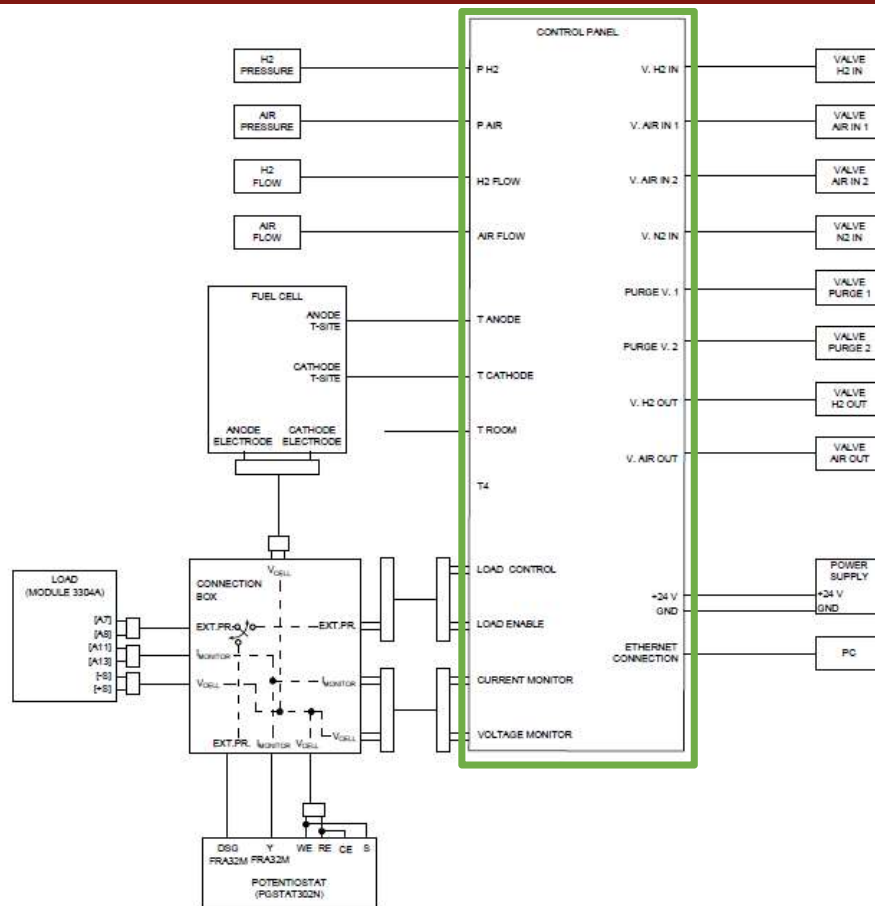 CONTROL PANEL
H2
PRESSURE
P H2
V. H2 IN
VALVE
H2 IN
AIR
PRESSURE
P AIR
V. AIR IN 1
VALVE
AIR IN 1
H2
FLOW
H2 FLOW
V. AIR IN 2
VALVE
AIR IN 2
AIR
FLOW
AIR FLOW
V. N2 IN
VALVE
N2 IN
FUEL CELL
ANODE
T-SITE
T ANODE
PURGE V. 1
VALVE
PURGE 1
CATHODE
T-SITE
T CATHODE
PURGE V. 2
VALVE
PURGE 2
ANODE
ELECTRODE
CATHODE
ELECTRODE
T ROOM
V. H2 OUT
VALVE
H2 OUT
V. AIR OUT
VALVE
AIR OUT
T4
LOAD
(MODULE 3304A)
[A7]
[A8]
[A11]
[A13]
[-S]
[+S]
CONNECTION
BOX
VCELL
EXT.PR.
EXT.PR.
IMONITOR
IMONITOR
VCELL
VCELL
EXT.PR.
IMONITOR
VCELL
LOAD CONTROL
LOAD ENABLE
CURRENT MONITOR
VOLTAGE MONITOR
+24 V
GND
POWER
SUPPLY
+24 V
GND
ETHERNET
CONNECTION
PC
DSG
FRA32M
Y
FRA32M
WE
RE
CE
S
POTENTIOSTAT
(PGSTAT302N)